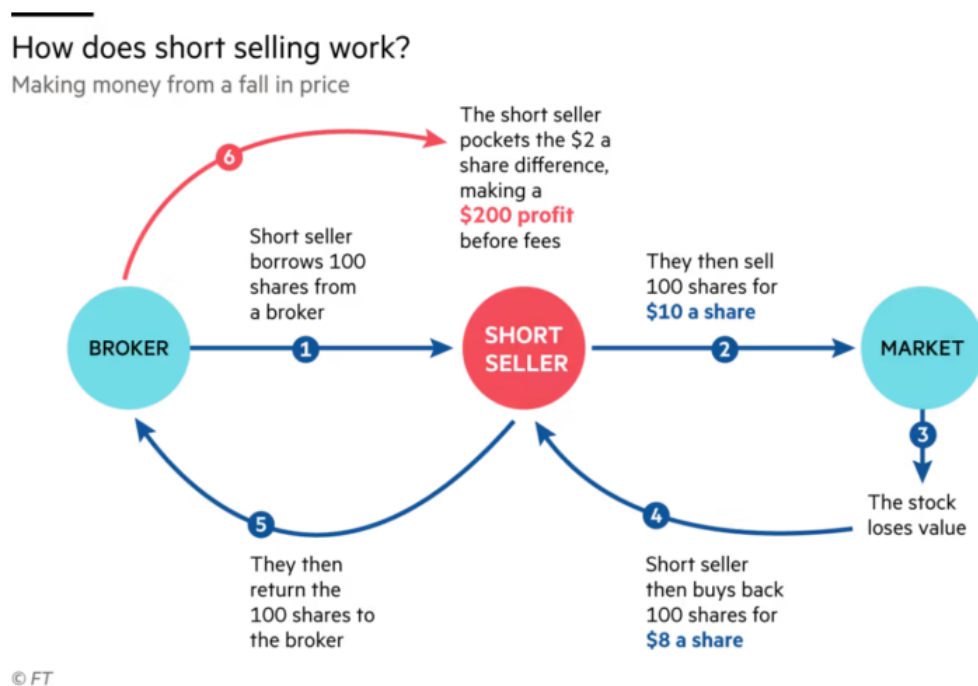 How does short selling work?
Making money from a fall in price
6
The short seller
pockets the $2 a
share difference,
making a
$200 profit
before fees
Short seller
borrows 100
shares from
a broker
They then sell
100 shares for
$10 a share
BROKER
1
SHORT
SELLER
2
MARKET
3
The stock
loses value
4
5
They then
return the
100 shares to
the broker
Short seller
then buys back
100 shares for
$8 a share
© FT